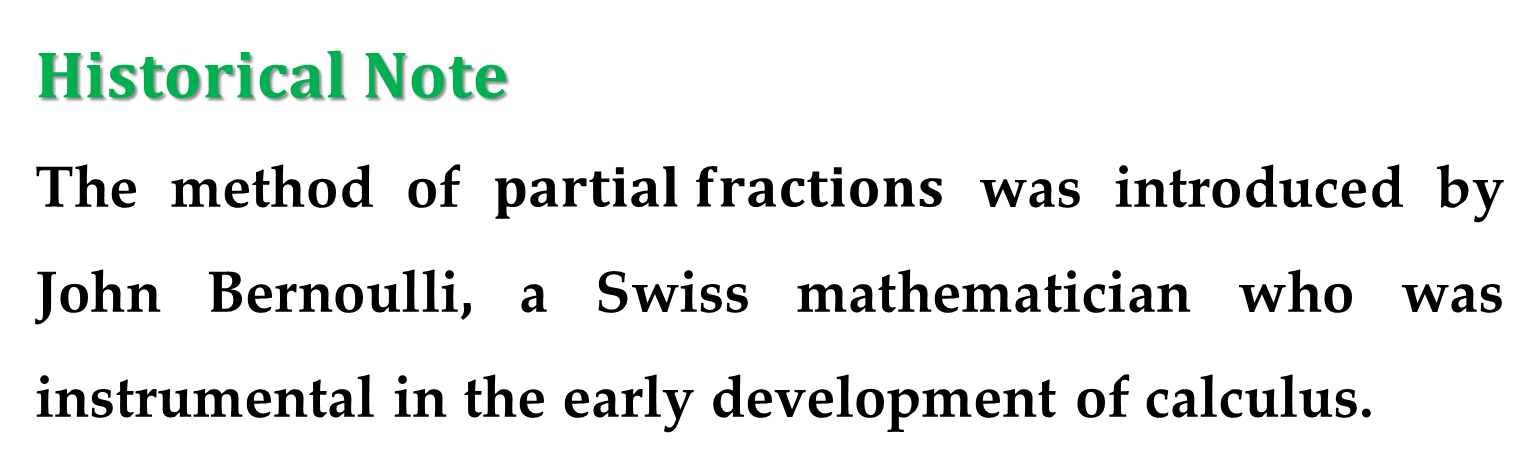 Historical Note
The method of partial fractions was introduced by
John Bernoulli, a Swiss mathematician who was
instrumental in the early development of calculus.